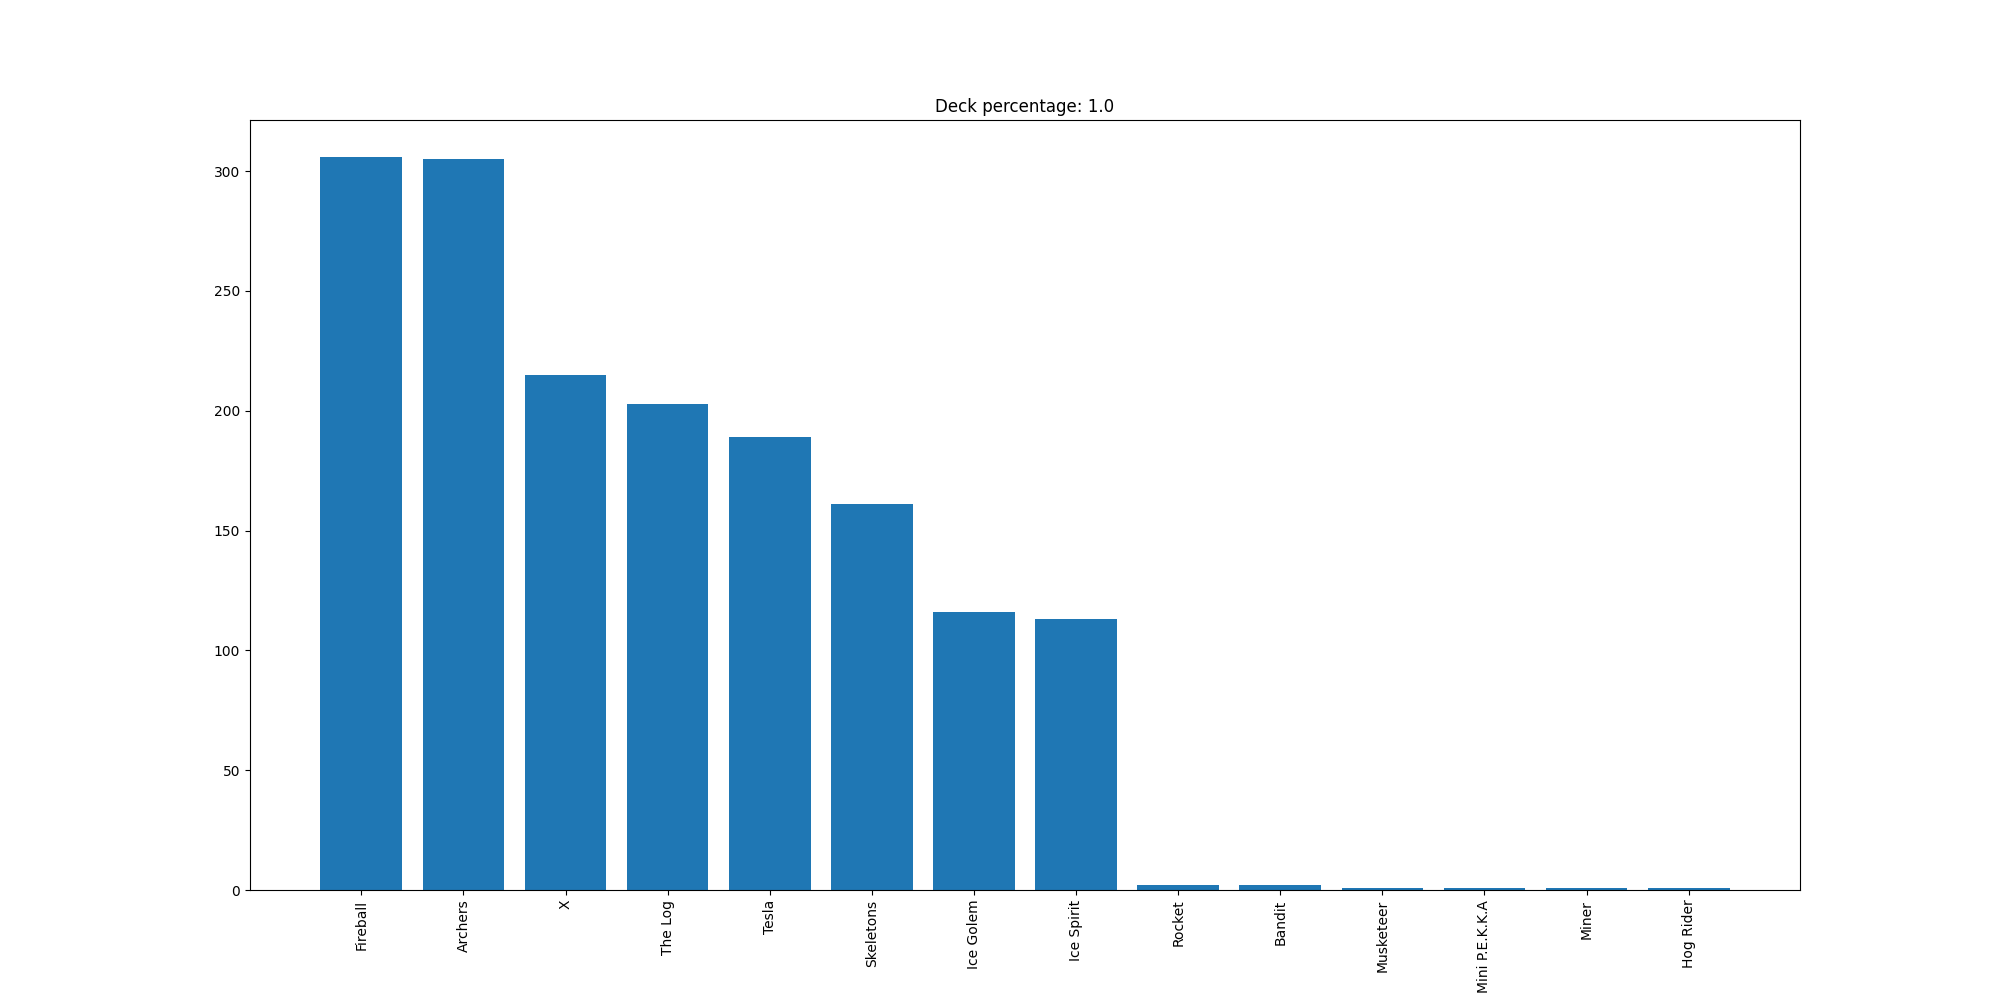 Deck percentage: 1.0
300
250
200
150
100
50
0
Fireball
Archers
X
The Log
Tesla
Skeletons
Ice Golem
Ice Spirit
Rocket
Bandit
Musketeer
Mini P.E.K.K.A
Miner
Hog Rider